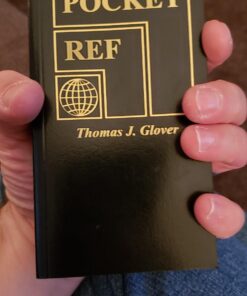 POCKET
REF
Thomas J. Glover